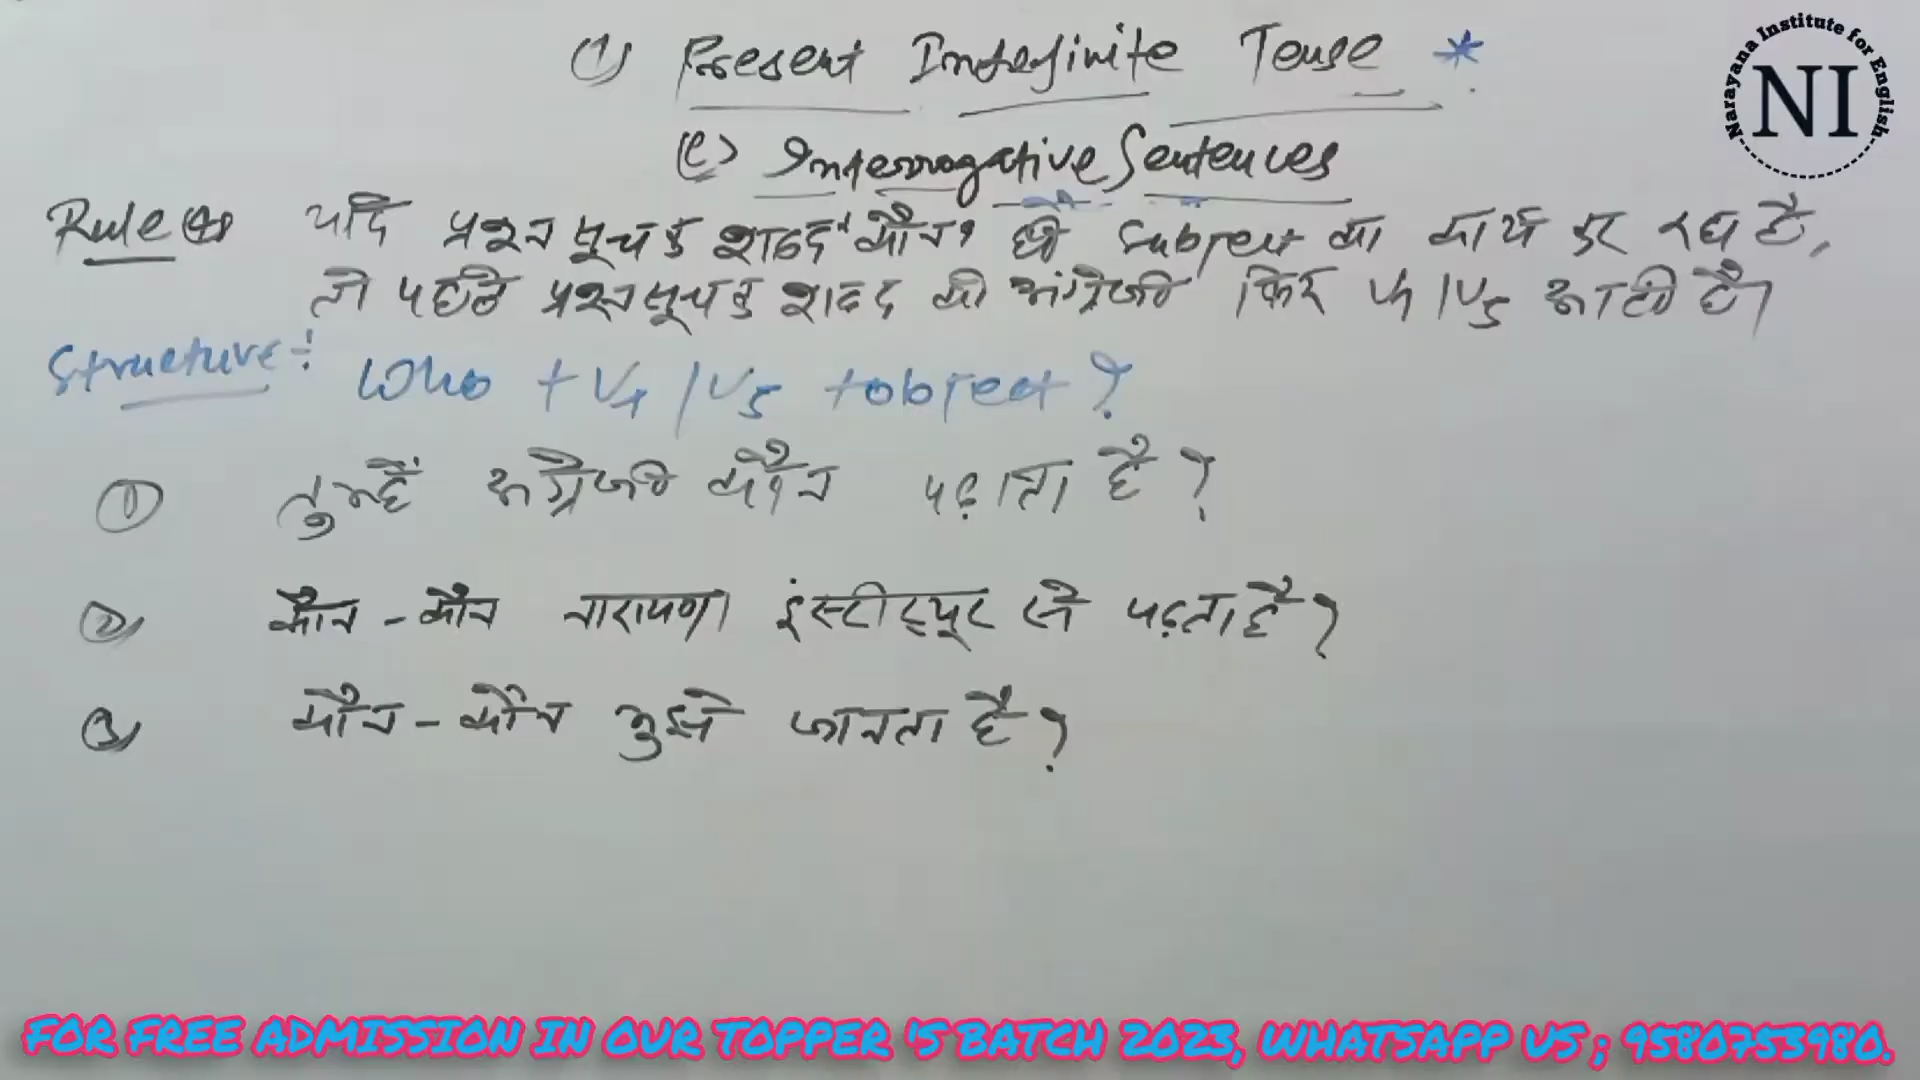 (1) Present Indefinite Tense *
(e) Interrogative Sentences
Rule यदि प्रश्न सूचक शब्द "कौन" ही Subject का कार्य कर रहा है,
तो पहले प्रश्नसूचक शब्द की अंग्रेजी फिर V1/V5 आती है।
Structure:- Who + V1/V5 + object?
① तुम्हें अंग्रेजी कौन पढ़ाता है?
② कौन-कौन नारायणा इंस्टीट्यूट से पढ़ता है?
③ कौन-कौन मुझे जानता है?
Narayana Institute for English
NI
FOR FREE ADMISSION IN OUR TOPPER 'S BATCH 2023, WHATSAPP US ; 9580753980.